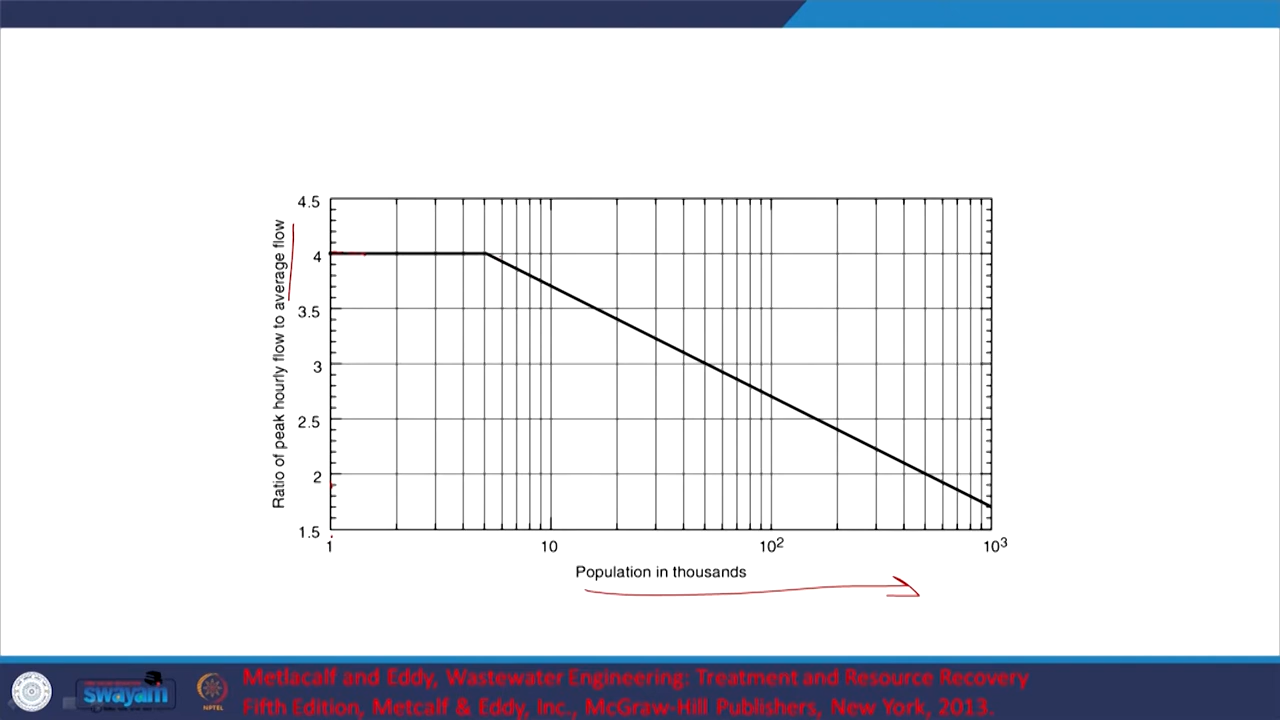 4.5
4
3.5
3
2.5
2
1.5
Ratio of peak hourly flow to average flow
1 10 10² 10³
Population in thousands
swayam
NPTEL
Metlacalf and Eddy, Wastewater Engineering: Treatment and Resource Recovery
Fifth Edition, Metcalf & Eddy, Inc., McGraw-Hill Publishers, New York, 2013.